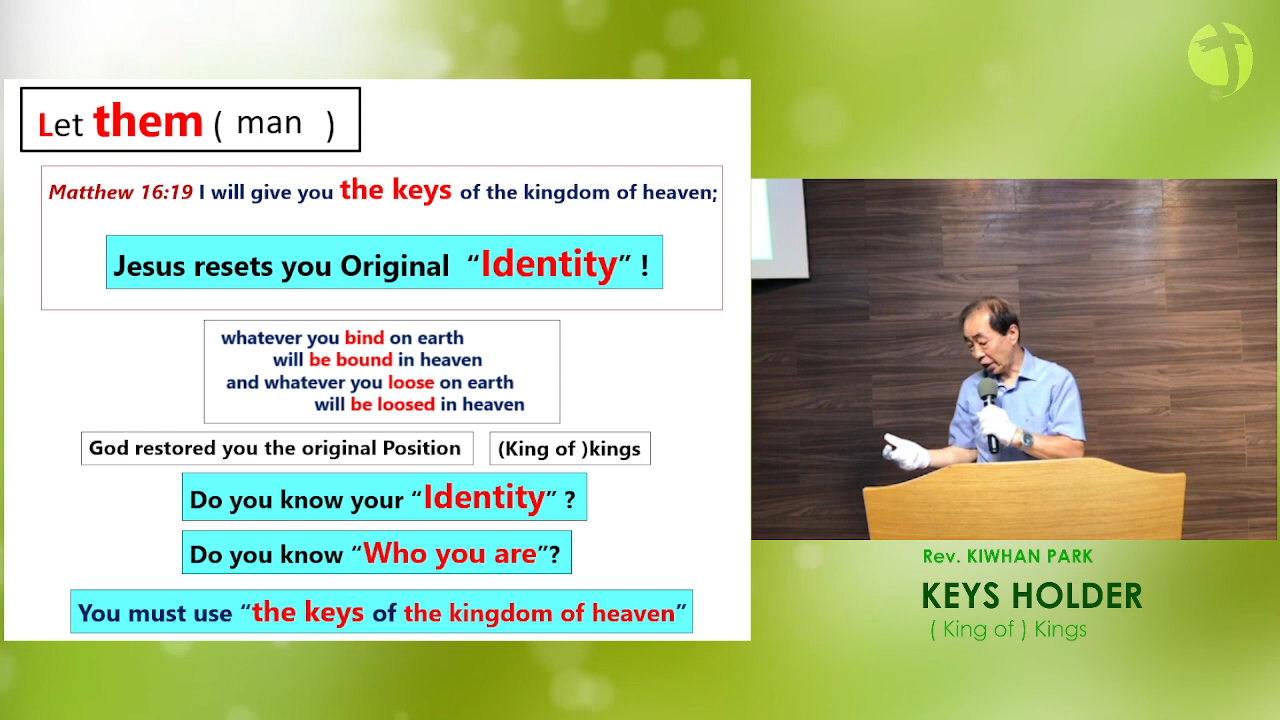 Let them ( man )
Matthew 16:19 I will give you the keys of the kingdom of heaven;
Jesus resets you Original “Identity” !
whatever you bind on earth
will be bound in heaven
and whatever you loose on earth
will be loosed in heaven
God restored you the original Position
(King of )kings
Do you know your “Identity” ?
Do you know “Who you are”?
You must use “the keys of the kingdom of heaven”
Rev. KIWHAN PARK
KEYS HOLDER
( King of ) Kings